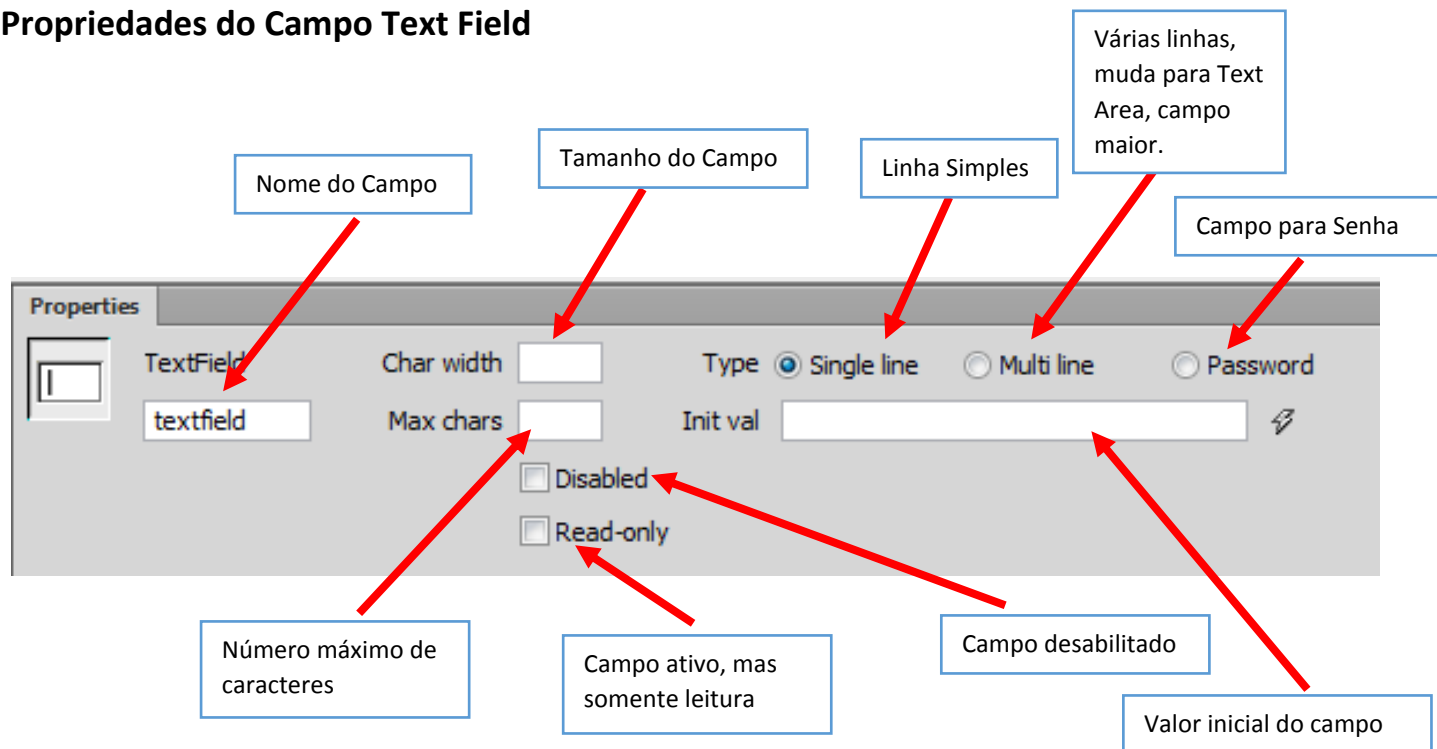 Propriedades do Campo Text Field
Várias linhas,
muda para Text
Area, campo
maior.
Tamanho do Campo
Linha Simples
Nome do Campo
Campo para Senha
Properties
TextField
Char width
Type
Single line
Multi line
Password
textfield
Max chars
Init val
Disabled
Read-only
Número máximo de
caracteres
Campo ativo, mas
somente leitura
Campo desabilitado
Valor inicial do campo